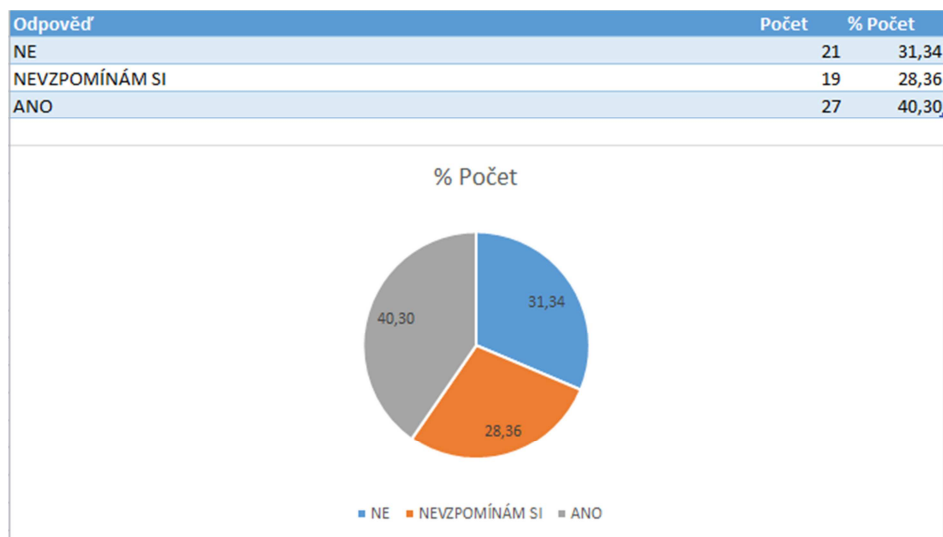 Odpověď Počet % Počet
NE 21 31,34
NEVZPOMÍNÁM SI 19 28,36
ANO 27 40,30
% Počet
40,30
31,34
28,36
NE NEVZPOMÍNÁM SI ANO